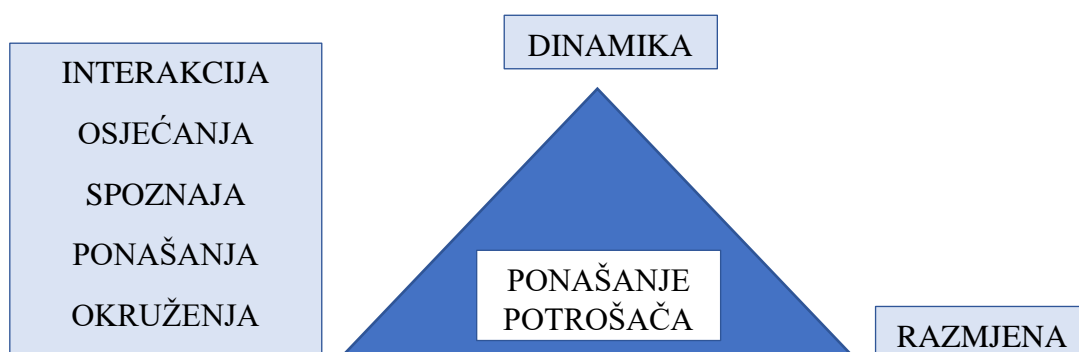 DINAMIKA
INTERAKCIJA
OSJEĆANJA
SPOZNAJA
PONAŠANJA
OKRUŽENJA
PONAŠANJE
POTROŠAČA
RAZMJENA